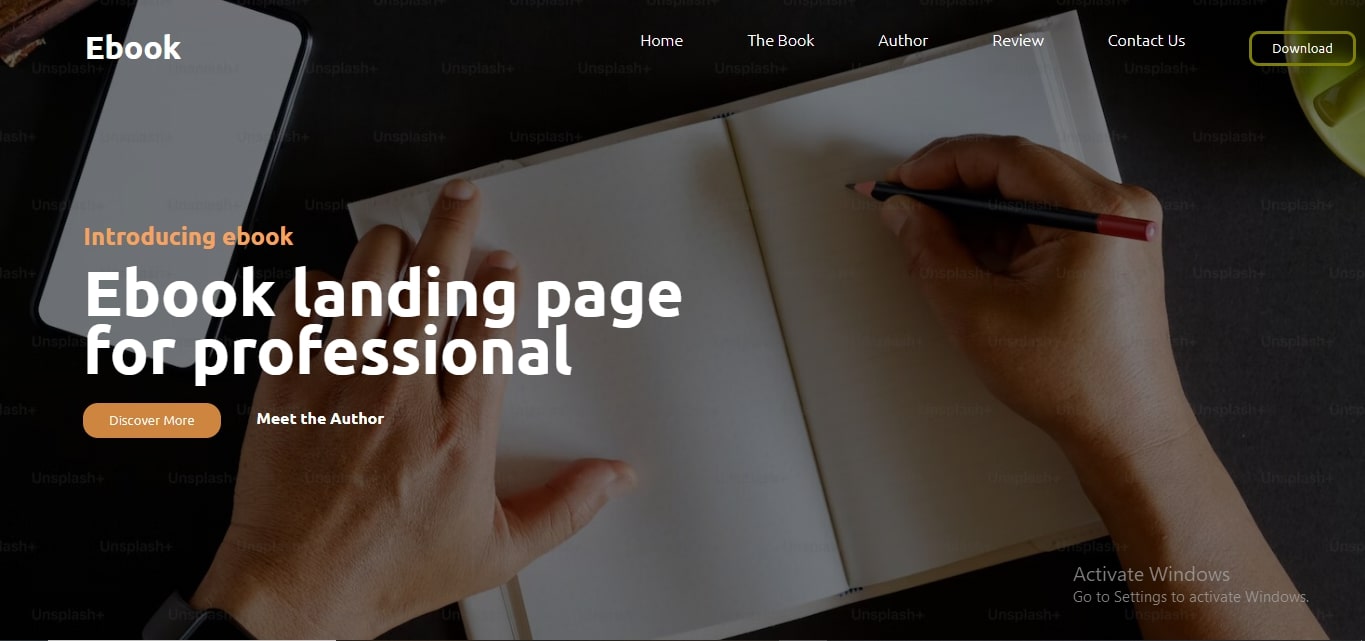 Ebook
Home
The Book
Author
Review
Contact Us
Download
Introducing ebook
Ebook landing page
for professional
Discover More
Meet the Author
Activate Windows
Go to Settings to activate Windows.
Unsplash+